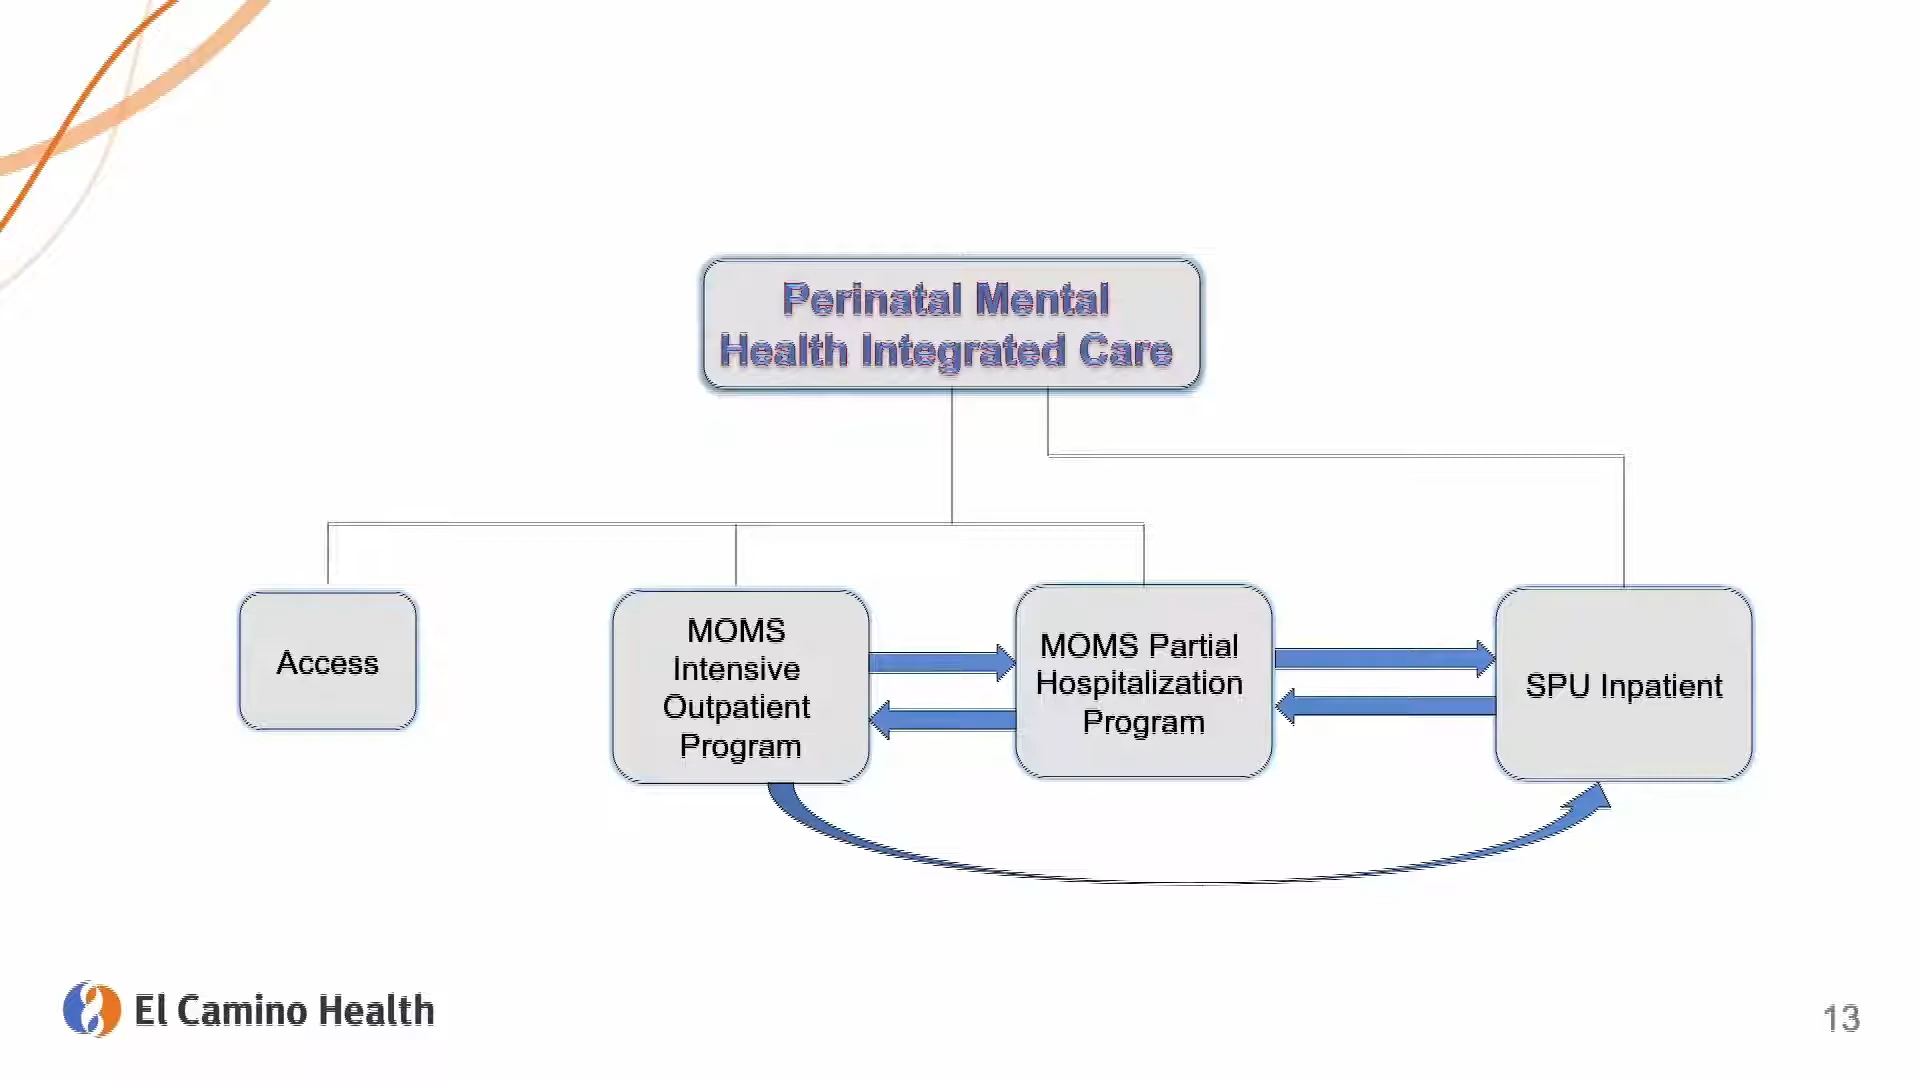 Perinatal Mental
Health Integrated Care
Access
MOMS
Intensive
Outpatient
Program
MOMS Partial
Hospitalization
Program
SPU Inpatient
El Camino Health
13